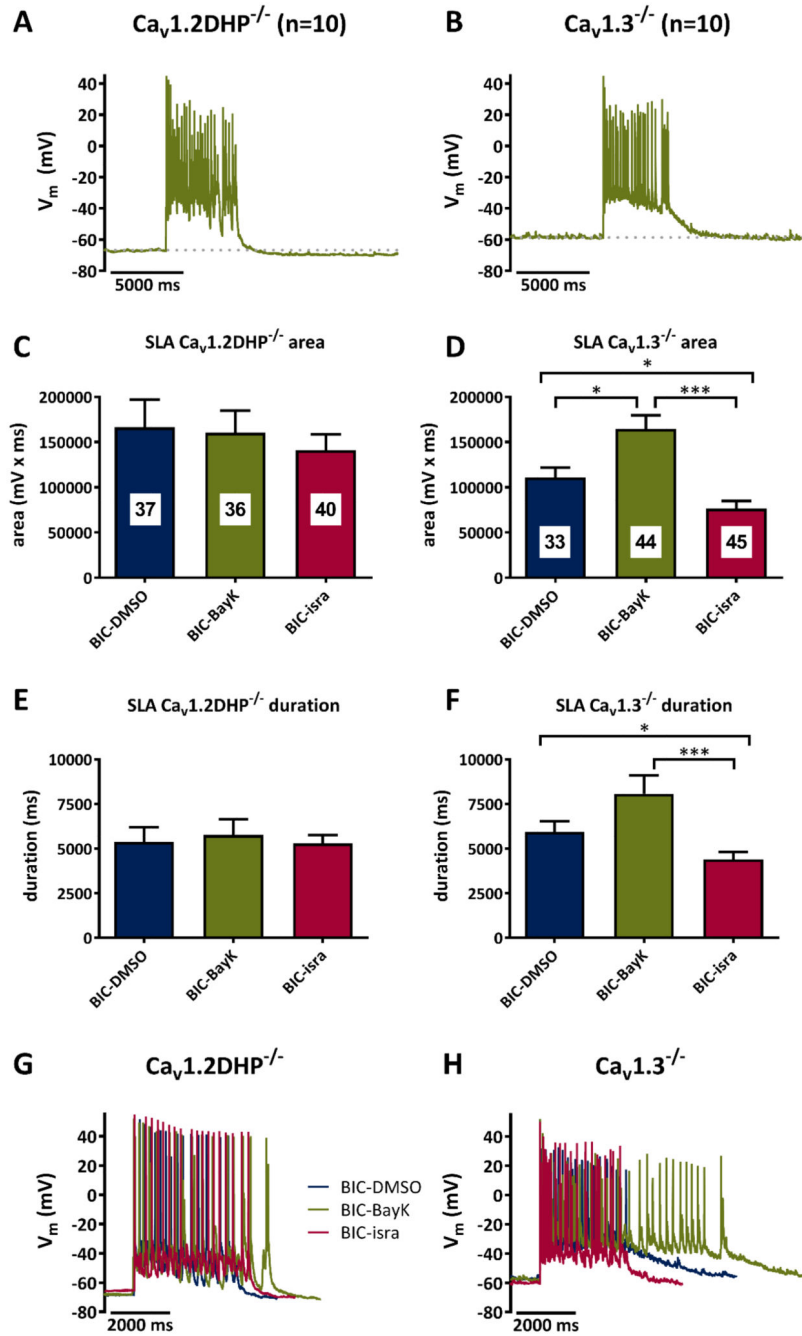 A Cav1.2DHP-/- (n=10)
B Cav1.3-/- (n=10)
Vm (mV)
40
20
0
-20
-40
-60
-80
5000 ms
Vm (mV)
40
20
0
-20
-40
-60
-80
5000 ms
C SLA Cav1.2DHP-/- area
area (mV x ms)
200000
150000
100000
50000
0
37
36
40
BIC-DMSO
BIC-BayK
BIC-isra
D SLA Cav1.3-/- area
*
* ***
area (mV x ms)
200000
150000
100000
50000
0
33
44
45
BIC-DMSO
BIC-BayK
BIC-isra
E SLA Cav1.2DHP-/- duration
duration (ms)
10000
7500
5000
2500
0
BIC-DMSO
BIC-BayK
BIC-isra
F SLA Cav1.3-/- duration
*
***
duration (ms)
10000
7500
5000
2500
0
BIC-DMSO
BIC-BayK
BIC-isra
G Cav1.2DHP-/-
Vm (mV)
40
20
0
-20
-40
-60
-80
2000 ms
BIC-DMSO
BIC-BayK
BIC-isra
H Cav1.3-/-
Vm (mV)
40
20
0
-20
-40
-60
-80
2000 ms